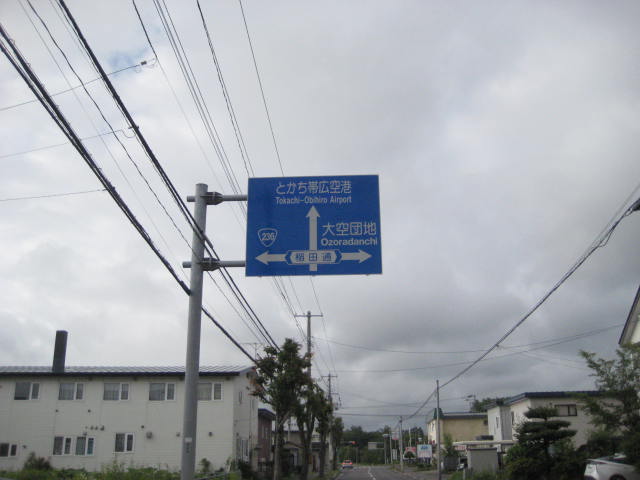 とかち帯広空港
Tokachi-Obihiro Airport
大空団地
Ozoradanchi
236
稲田通